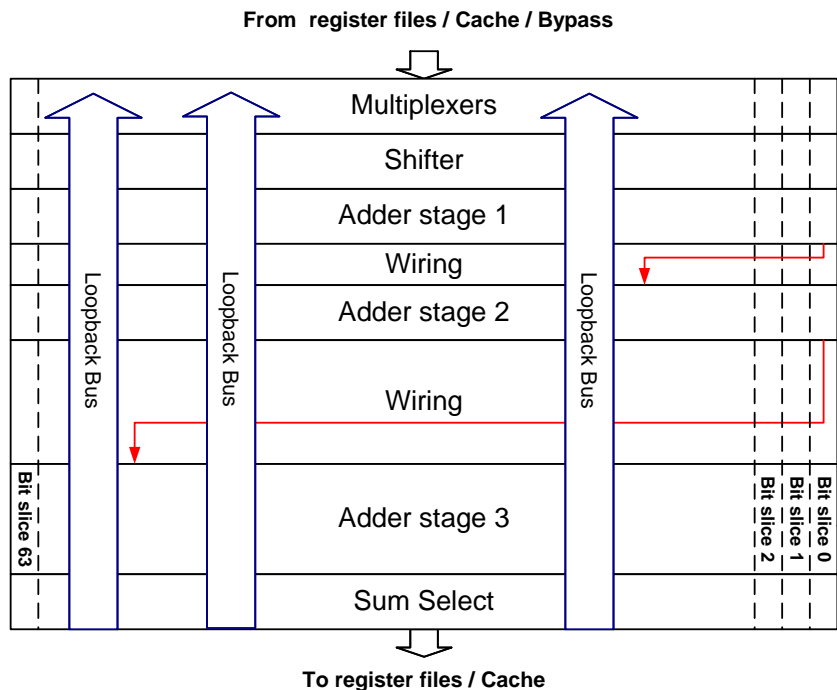 From register files / Cache / Bypass
Multiplexers
Shifter
Adder stage 1
Wiring
Adder stage 2
Loopback Bus
Loopback Bus
Loopback Bus
Wiring
Bit slice 63
Adder stage 3
Bit slice 2
Bit slice 1
Bit slice 0
Sum Select
To register files / Cache